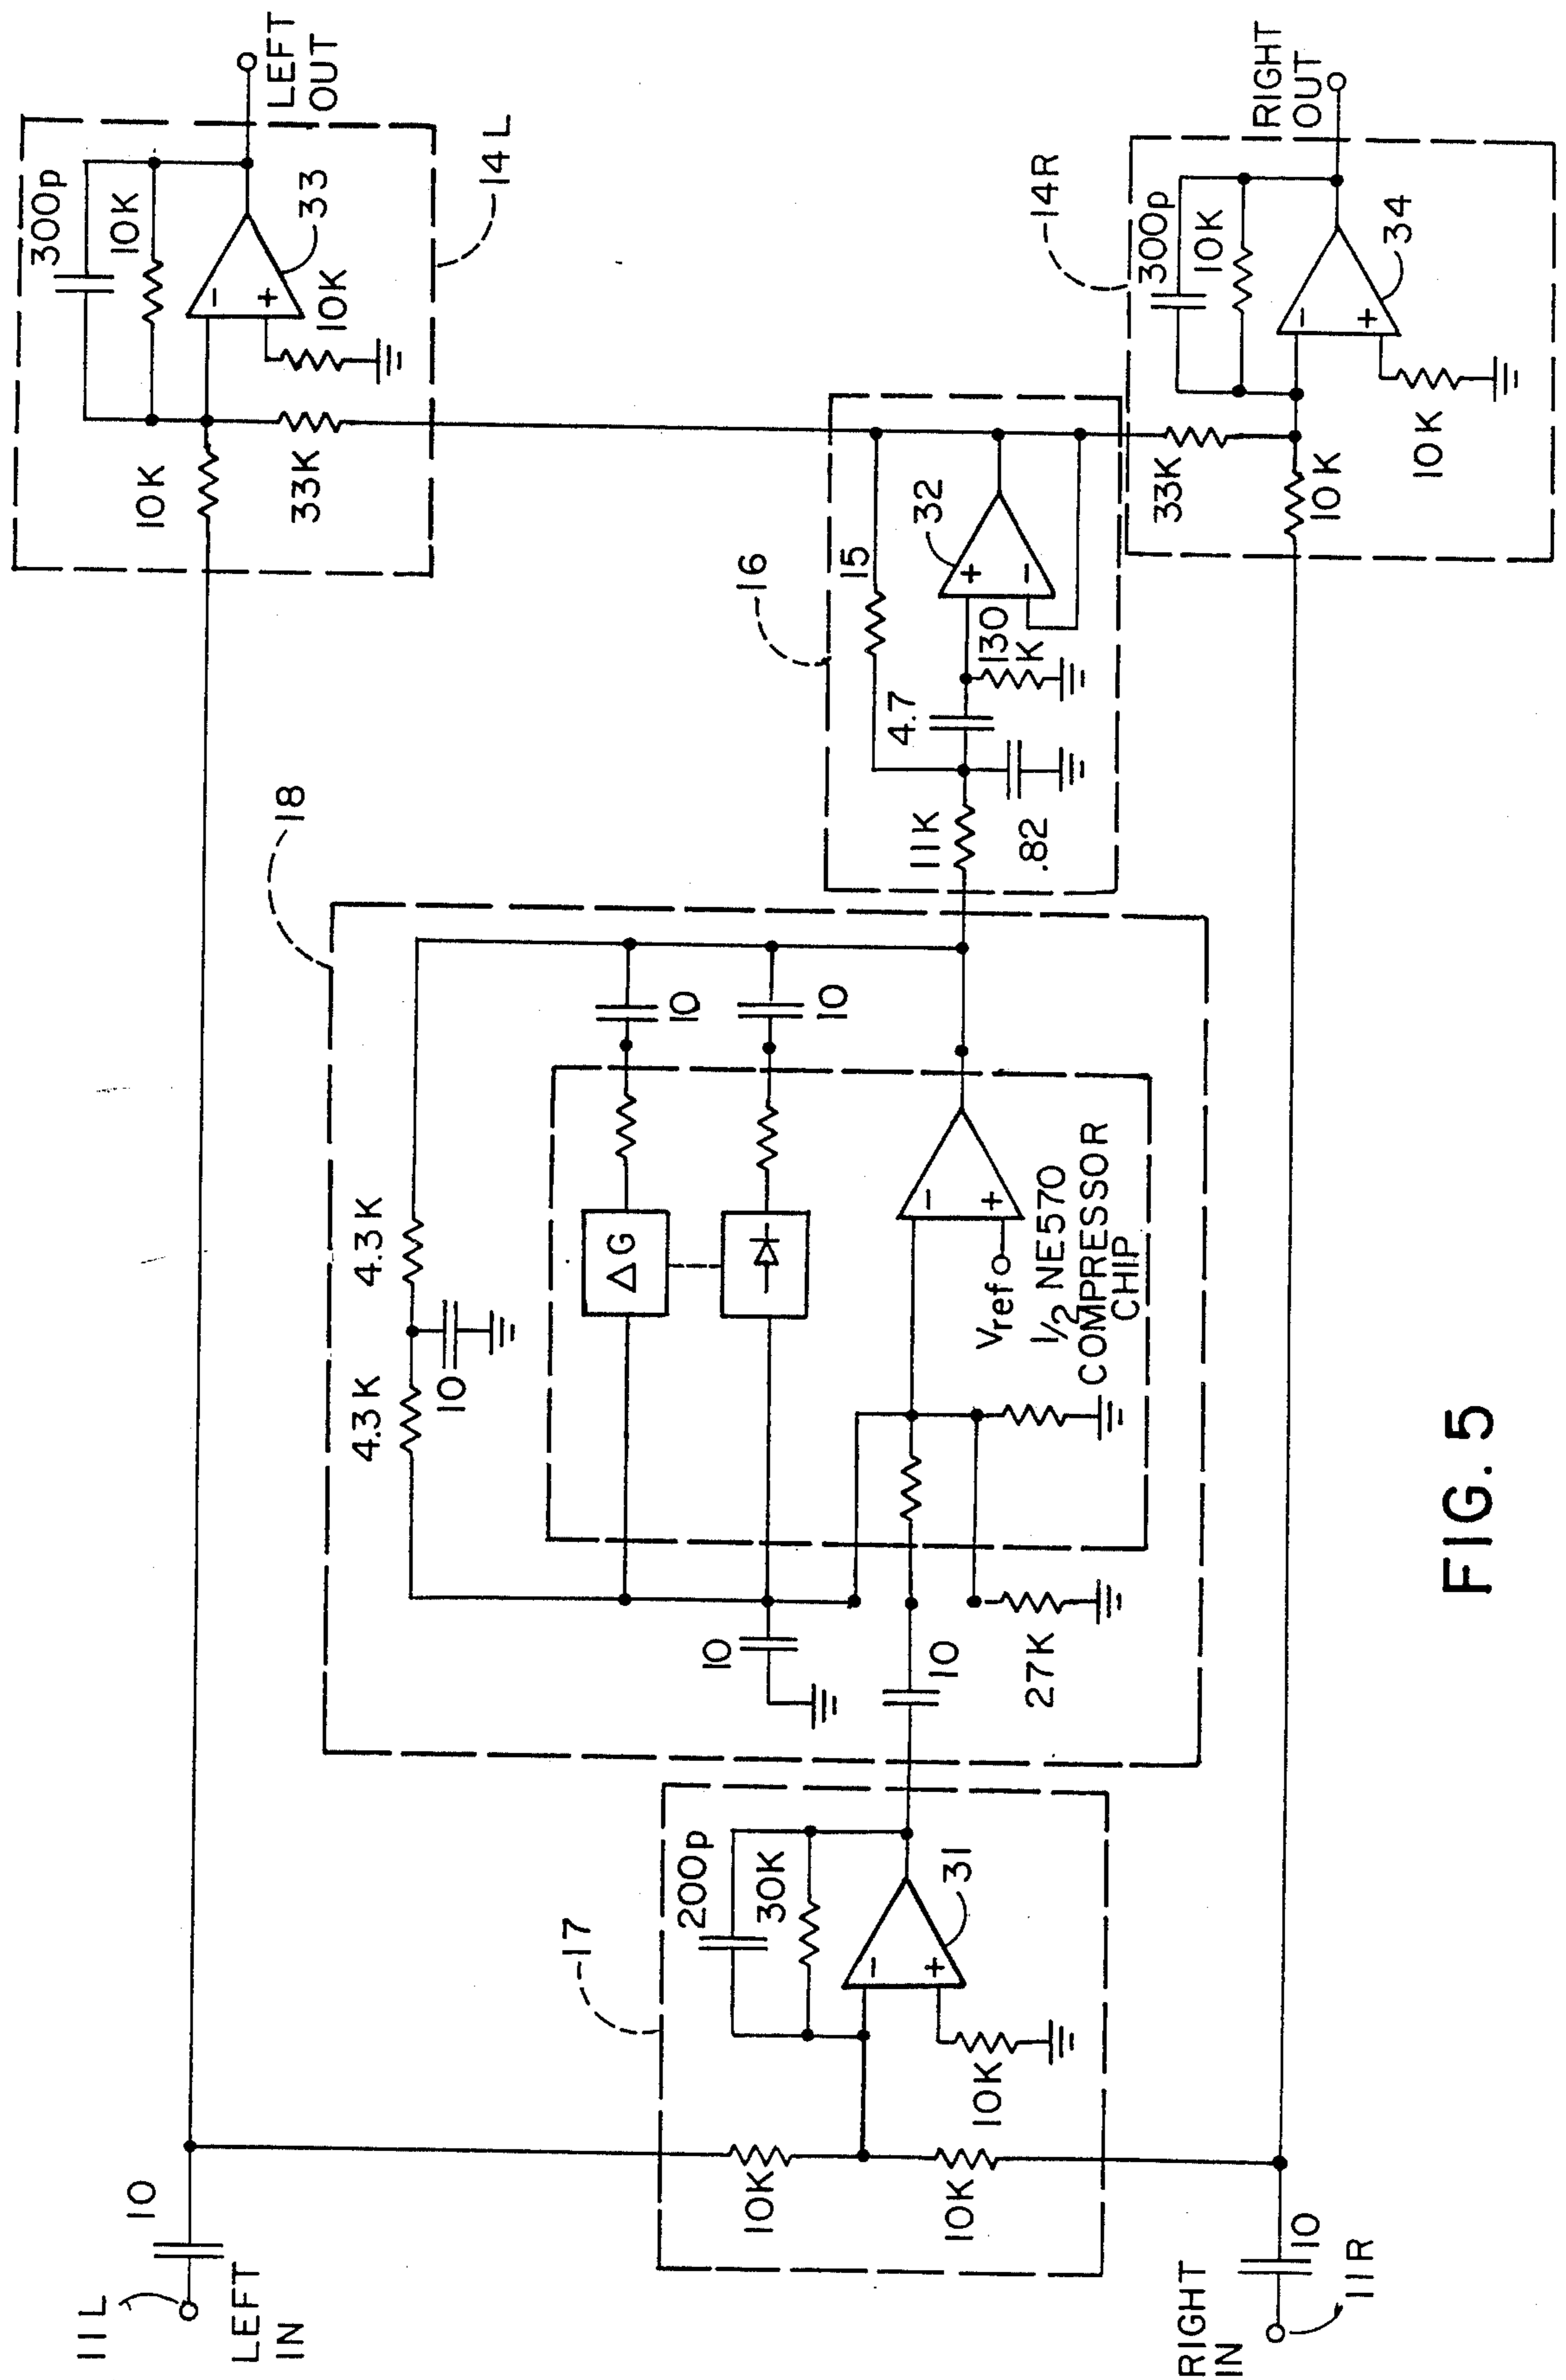 11L
LEFT
IN
10
10K
10K
10K
17
200p
30K
-
+
31
RIGHT
IN
10
11R
18
4.3K
4.3K
10
10
10
27K
ΔG
10
10
-
+
Vref
1/2 NE570
COMPRESSOR
CHIP
16
11K
.82
4.7
15
130
K
+
-
32
10K
33K
300p
10K
-
+
10K
33
14L
LEFT
OUT
33K
10K
14R
300p
10K
-
+
10K
34
RIGHT
OUT
FIG. 5